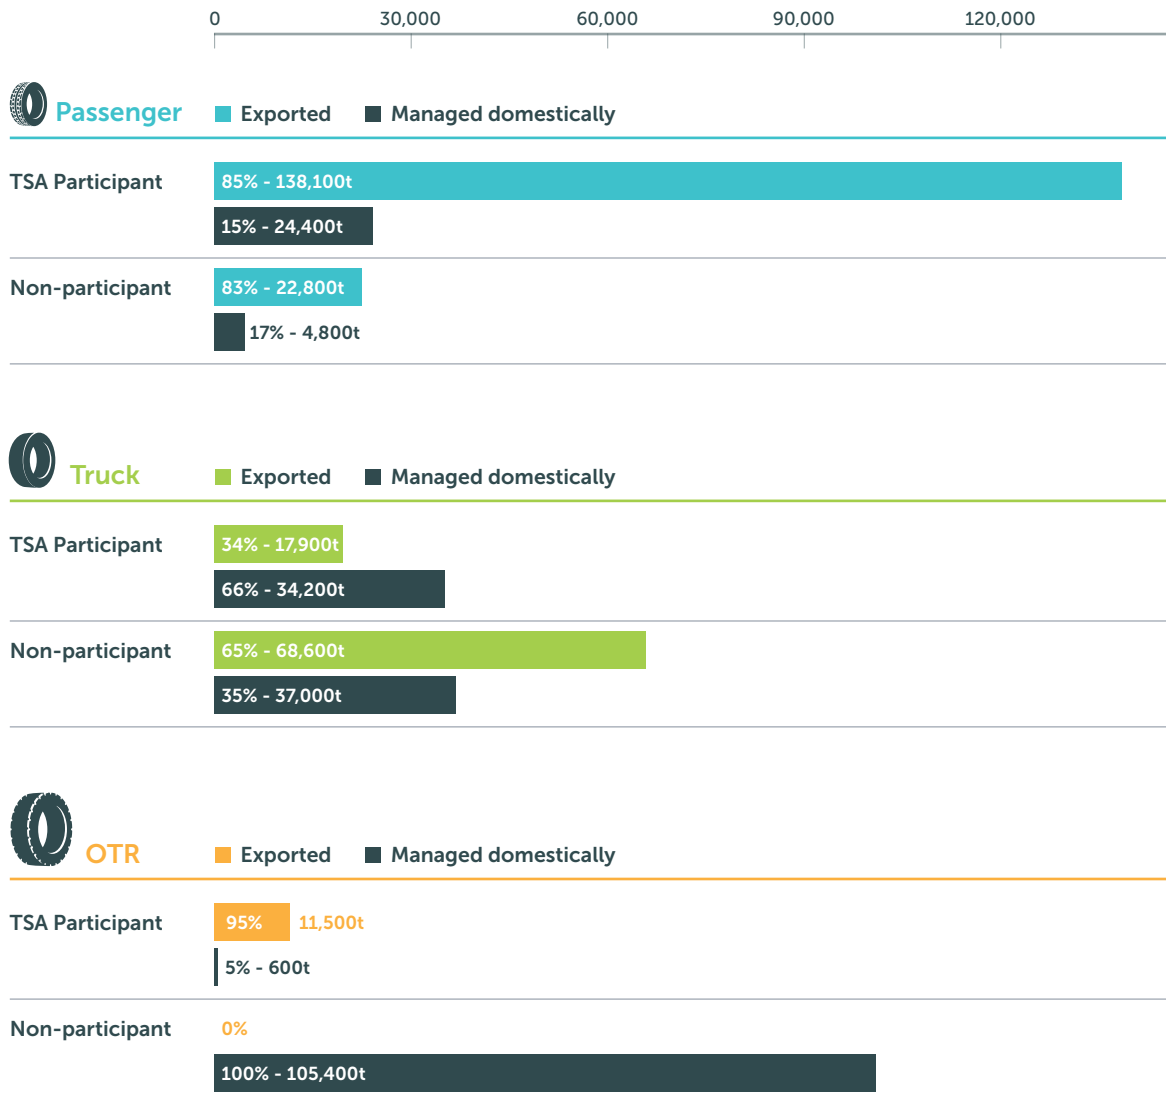 0 30,000 60,000 90,000 120,000
Passenger Exported Managed domestically
TSA Participant 85% - 138,100t
15% - 24,400t
Non-participant 83% - 22,800t
17% - 4,800t
Truck Exported Managed domestically
TSA Participant 34% - 17,900t
66% - 34,200t
Non-participant 65% - 68,600t
35% - 37,000t
OTR Exported Managed domestically
TSA Participant 95% 11,500t
5% - 600t
Non-participant 0%
100% - 105,400t